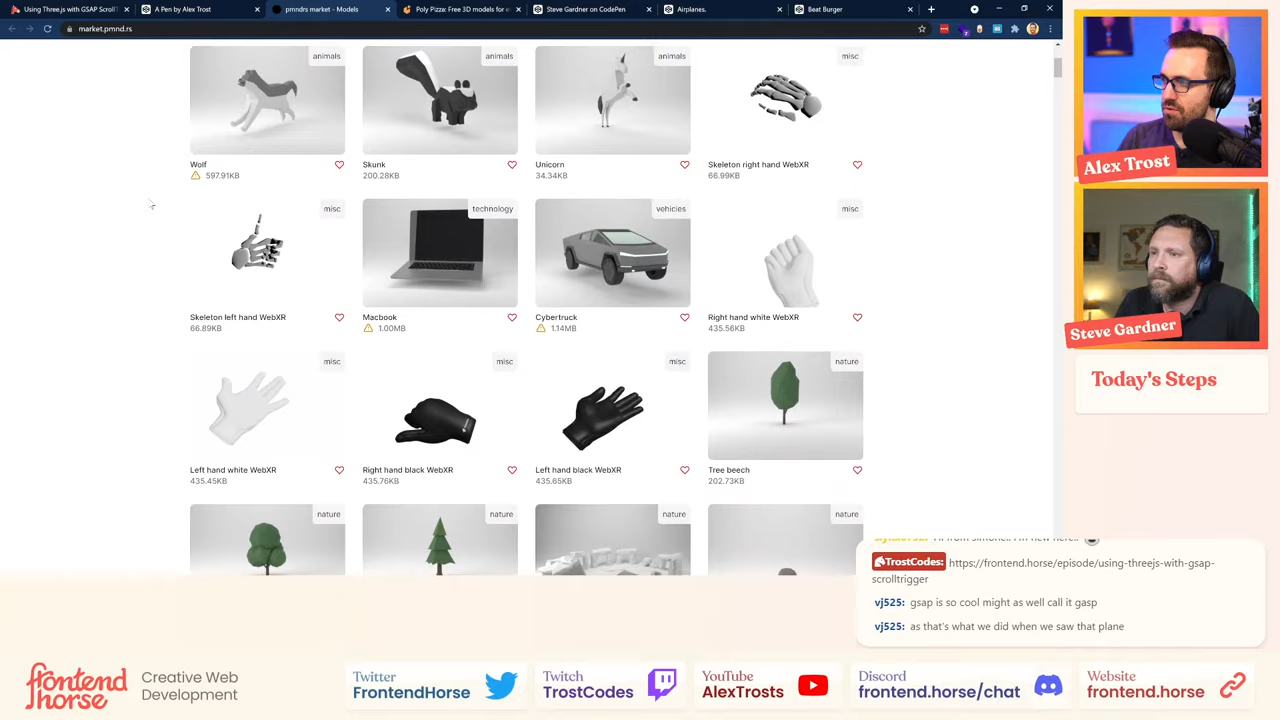 Using Three.js with GSAP Scroll
A Pen by Alex Trost
pmndrs market - Models
Poly Pizza: Free 3D models for
Steve Gardner on CodePen
Airplanes.
Beat Burger
market.pmnd.rs
animals
animals
animals
misc
Wolf
597.91KB
Skunk
200.28KB
Unicorn
34.34KB
Skeleton right hand WebXR
66.99KB
misc
technology
vehicles
misc
Skeleton left hand WebXR
66.89KB
Macbook
1.00MB
Cybertruck
1.14MB
Right hand white WebXR
435.56KB
misc
misc
misc
nature
Left hand white WebXR
435.45KB
Right hand black WebXR
435.76KB
Left hand black WebXR
435.65KB
Tree beech
202.73KB
nature
nature
nature
nature
Alex Trost
Steve Gardner
Today's Steps
TrostCodes: https://frontend.horse/episode/using-threejs-with-gsap-
scrolltrigger
vj525: gsap is so cool might as well call it gasp
vj525: as that's what we did when we saw that plane
frontend
horse
Creative Web
Development
Twitter
FrontendHorse
Twitch
TrostCodes
YouTube
AlexTrosts
Discord
frontend.horse/chat
Website
frontend.horse